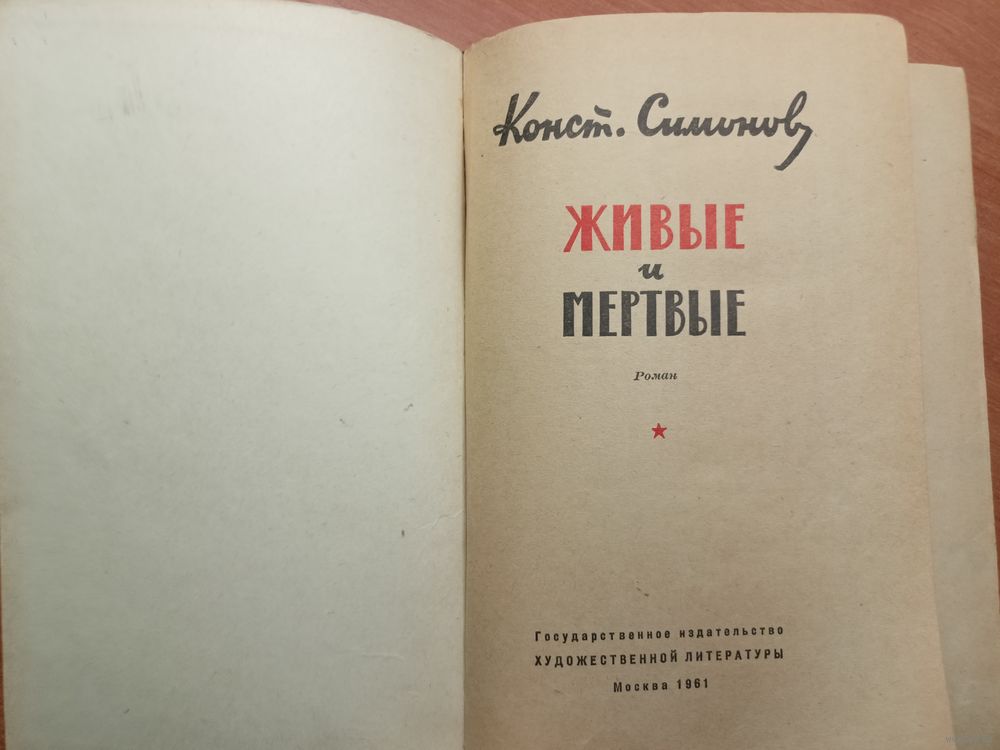 Конст. Симонов
ЖИВЫЕ
и
МЕРТВЫЕ
Роман
Государственное издательство
ХУДОЖЕСТВЕННОЙ ЛИТЕРАТУРЫ
Москва 1961